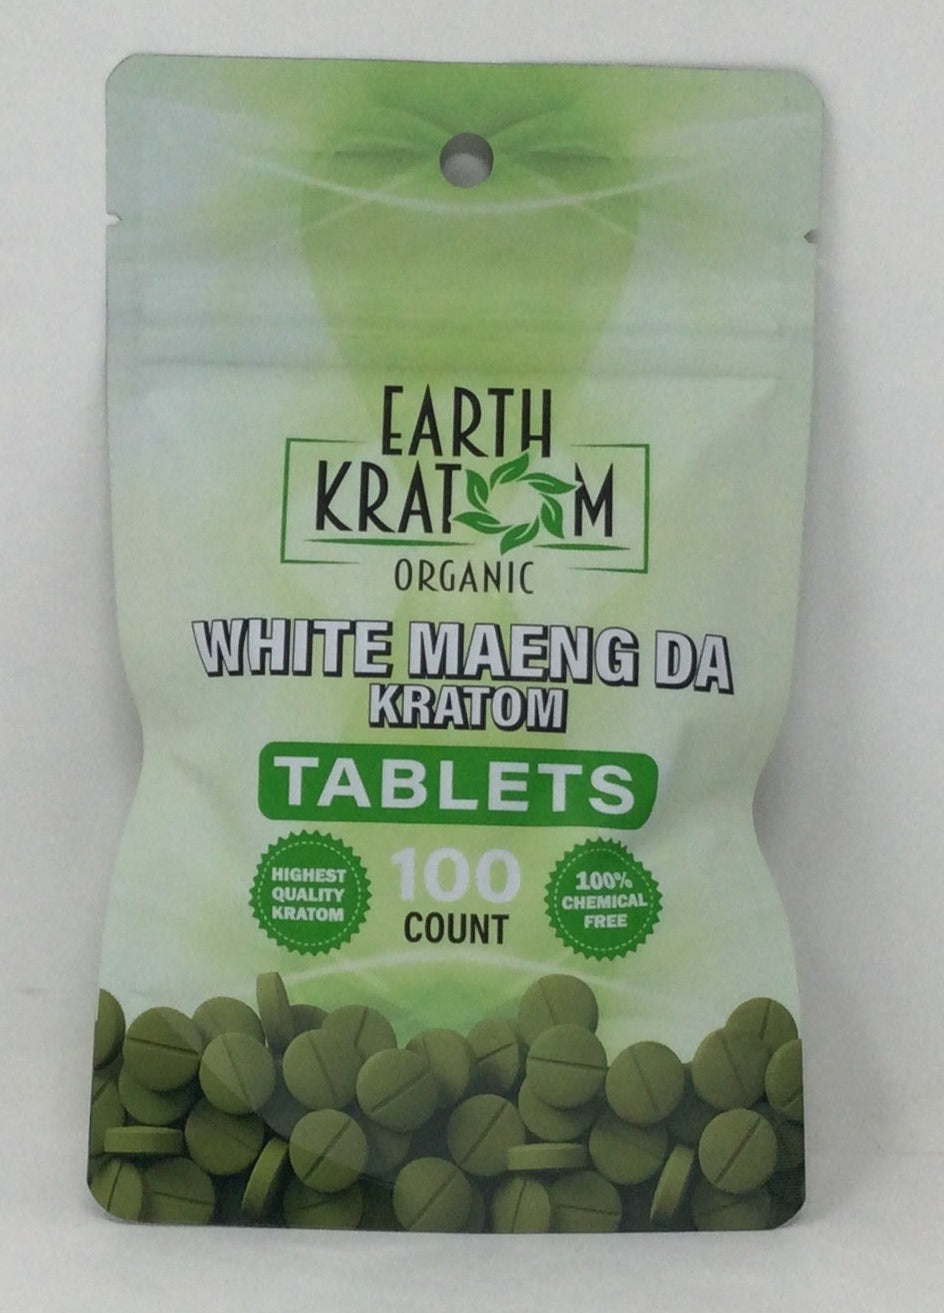 EARTH
KRATOM
ORGANIC
WHITE MAENG DA
KRATOM
TABLETS
HIGHEST
QUALITY
KRATOM
100
COUNT
100%
CHEMICAL
FREE